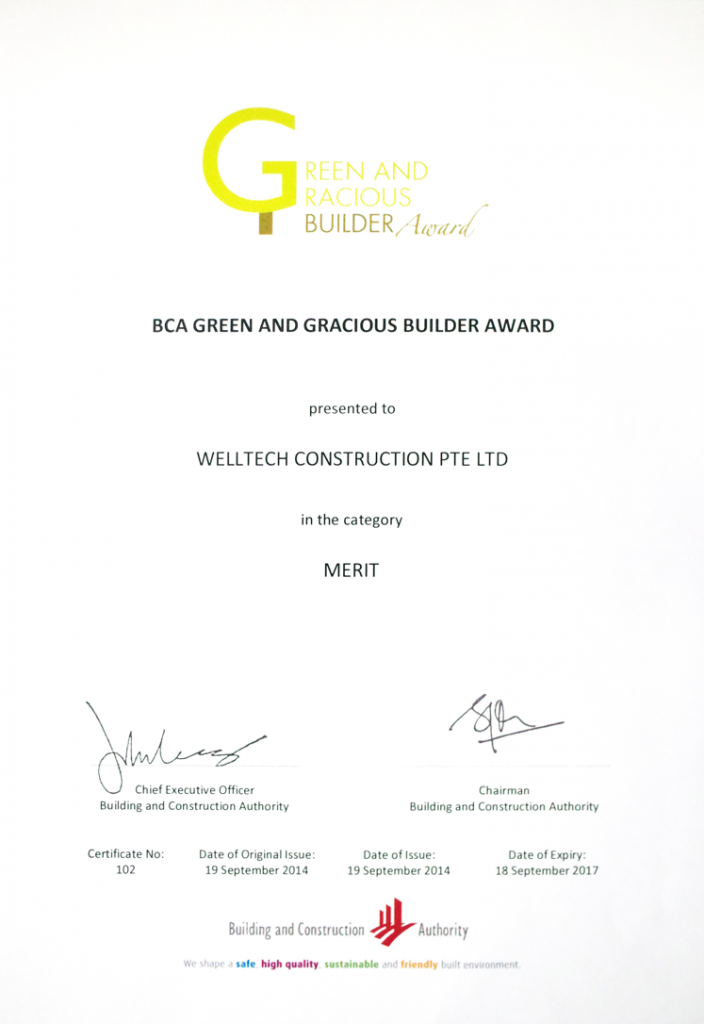 GREEN AND
GRACIOUS
BUILDER Award
BCA GREEN AND GRACIOUS BUILDER AWARD
presented to
WELLTECH CONSTRUCTION PTE LTD
in the category
MERIT
Chief Executive Officer
Building and Construction Authority
Chairman
Building and Construction Authority
Certificate No:
102
Date of Original Issue:
19 September 2014
Date of Issue:
19 September 2014
Date of Expiry:
18 September 2017
Building and Construction Authority
We shape a safe, high quality, sustainable and friendly built environment.